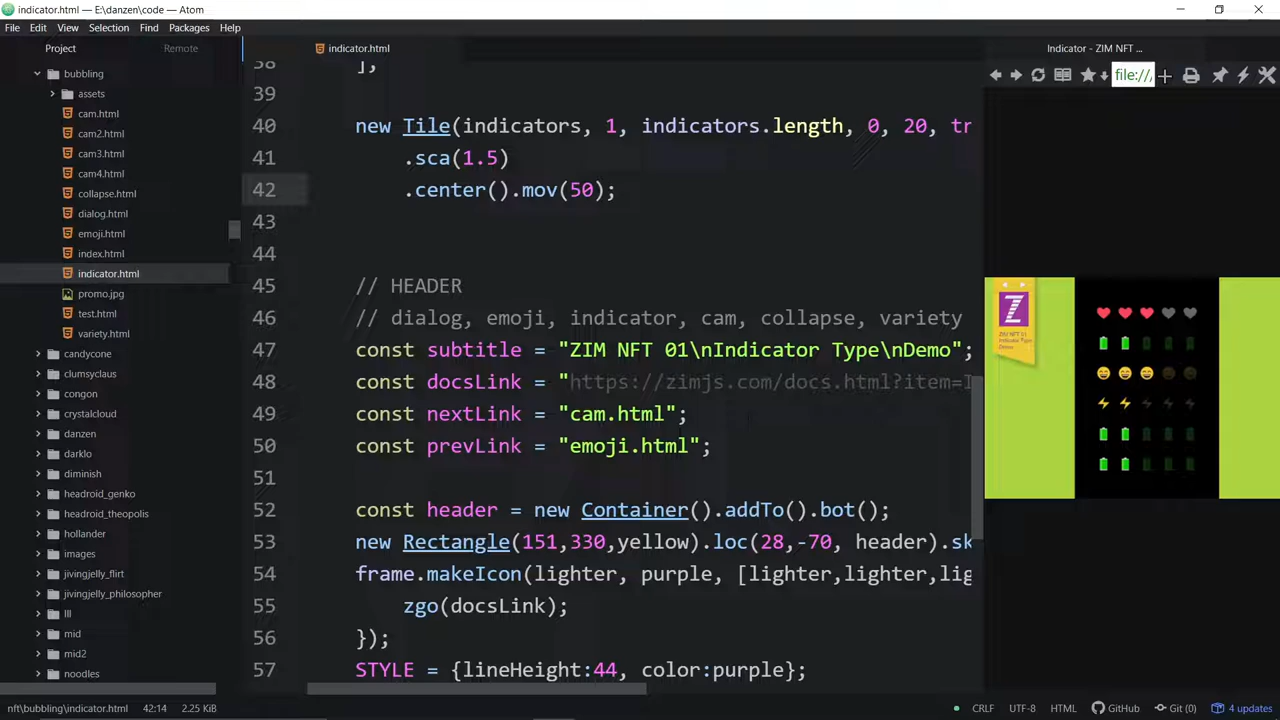 indicator.html — E:\danzen\code — Atom
File Edit View Selection Find Packages Help
Project Remote
bubbling
assets
cam.html
cam2.html
cam3.html
cam4.html
collapse.html
dialog.html
emoji.html
index.html
indicator.html
promo.jpg
test.html
variety.html
candycone
clumsyclaus
congon
crystalcloud
danzen
darklo
diminish
headroid_genko
headroid_theopolis
hollander
images
jivingjelly_flirt
jivingjelly_philosopher
lll
mid
mid2
noodles
indicator.html
38 ],
39
40 new Tile(indicators, 1, indicators.length, 0, 20, tr
41 .sca(1.5)
42 .center().mov(50);
43
44
45 // HEADER
46 // dialog, emoji, indicator, cam, collapse, variety
47 const subtitle = "ZIM NFT 01\nIndicator Type\nDemo";
48 const docsLink = "https://zimjs.com/docs.html?item=I
49 const nextLink = "cam.html";
50 const prevLink = "emoji.html";
51
52 const header = new Container().addTo().bot();
53 new Rectangle(151,330,yellow).loc(28,-70, header).sk
54 frame.makeIcon(lighter, purple, [lighter,lighter,lig
55 zgo(docsLink);
56 });
57 STYLE = {lineHeight:44, color:purple};
Indicator - ZIM NFT ...
file://
Z
ZIM NFT 01
Indicator Type
Demo
nft\bubbling\indicator.html 42:14 2.25 KiB CRLF UTF-8 HTML GitHub Git (0) 4 updates